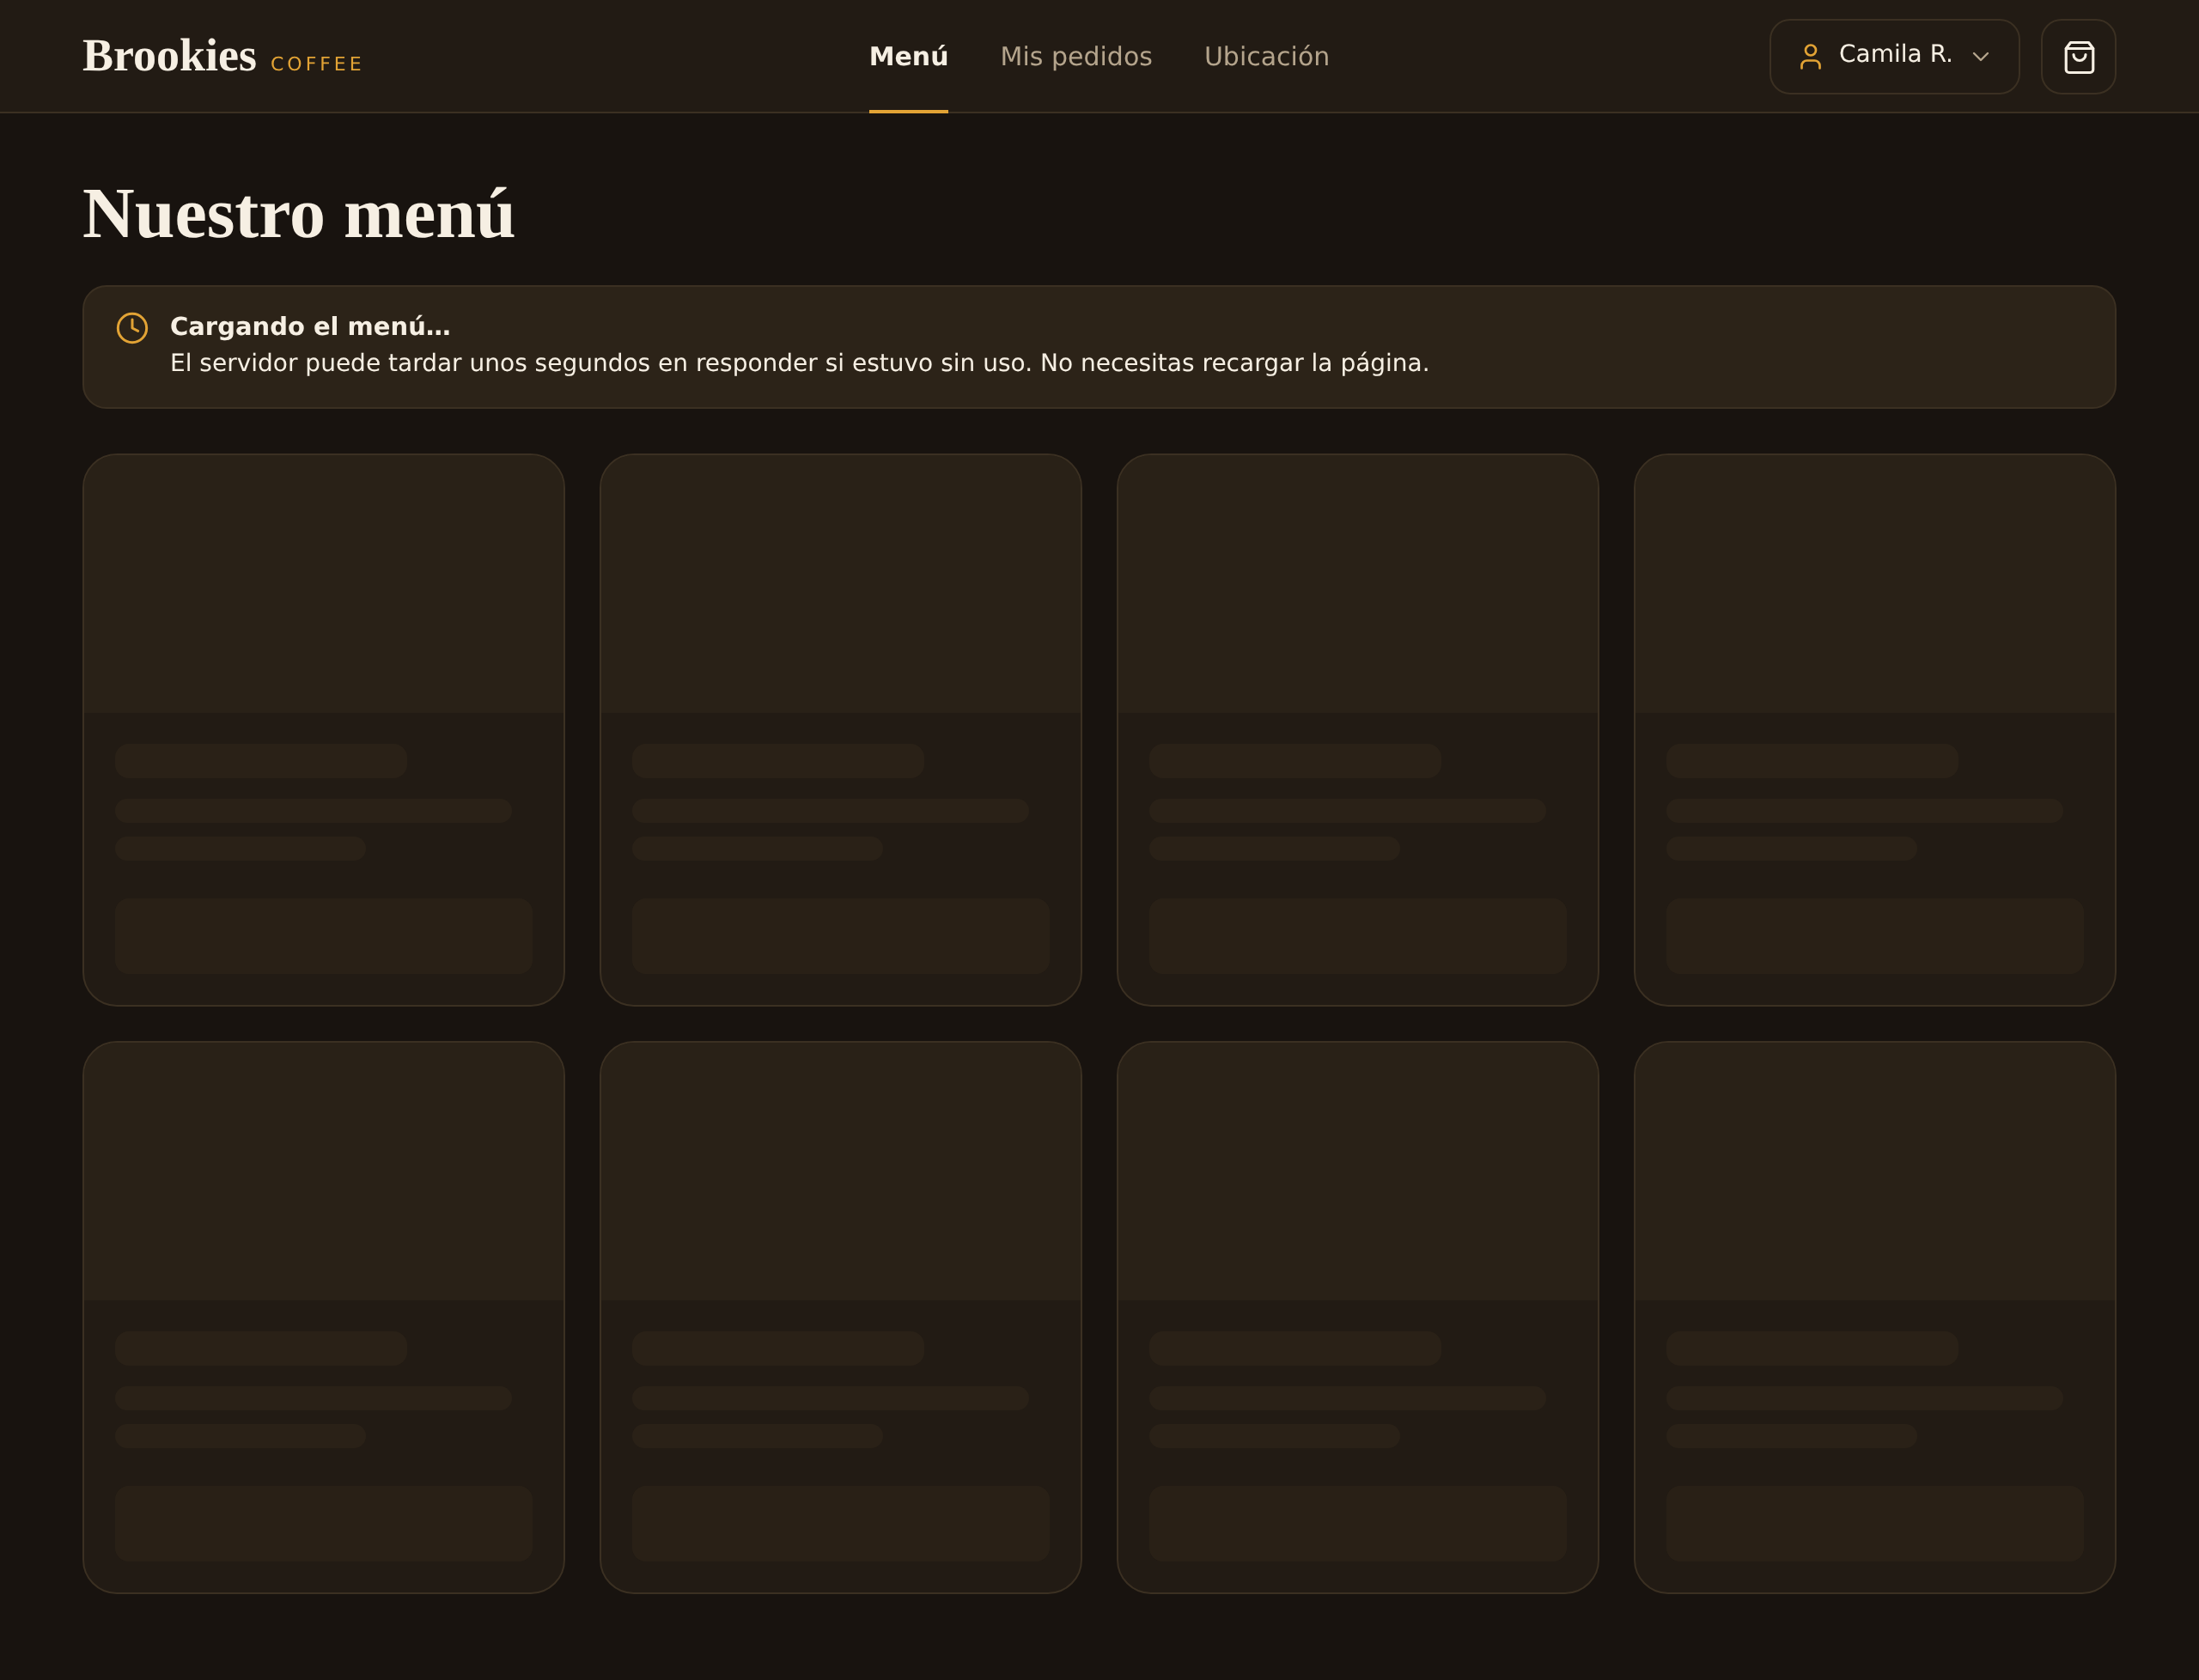 Brookies COFFEE
Menú
Mis pedidos
Ubicación
Camila R.
Nuestro menú
Cargando el menú…
El servidor puede tardar unos segundos en responder si estuvo sin uso. No necesitas recargar la página.